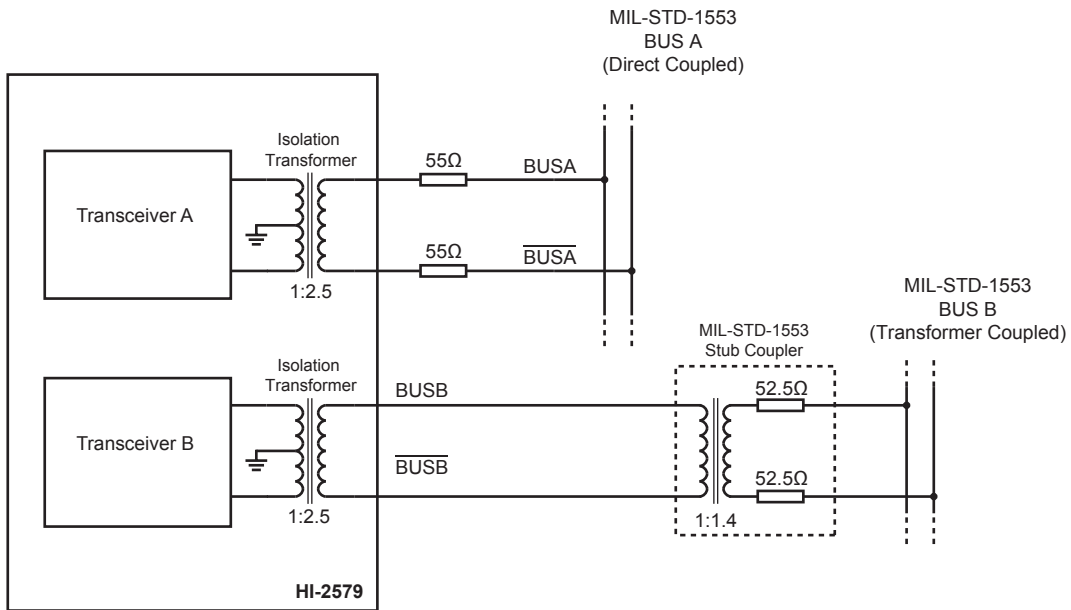 MIL-STD-1553
BUS A
(Direct Coupled)
Isolation
Transformer
55Ω
BUSA
Transceiver A
55Ω
B̅U̅S̅A̅
1:2.5
MIL-STD-1553
BUS B
(Transformer Coupled)
MIL-STD-1553
Stub Coupler
Isolation
Transformer
BUSB
52.5Ω
Transceiver B
B̅U̅S̅B̅
52.5Ω
1:2.5
1:1.4
HI-2579